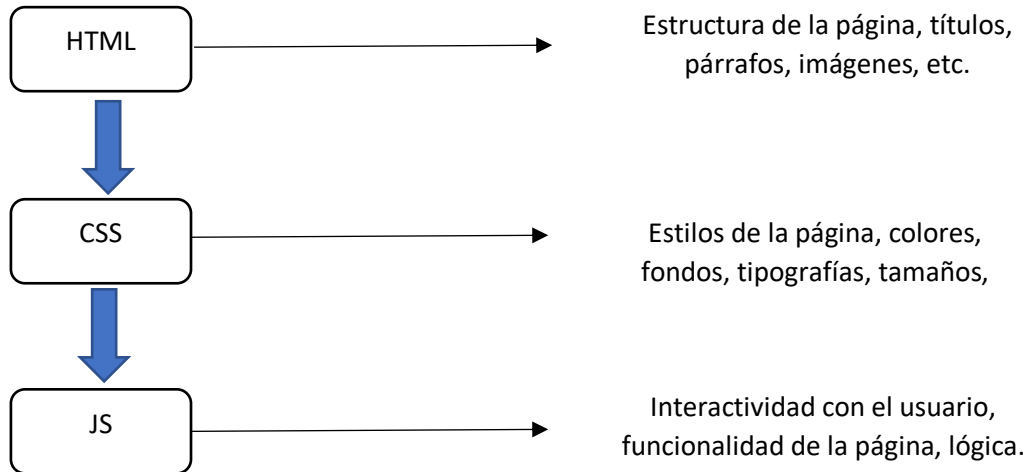 HTML
Estructura de la página, títulos,
párrafos, imágenes, etc.
CSS
Estilos de la página, colores,
fondos, tipografías, tamaños,
JS
Interactividad con el usuario,
funcionalidad de la página, lógica.